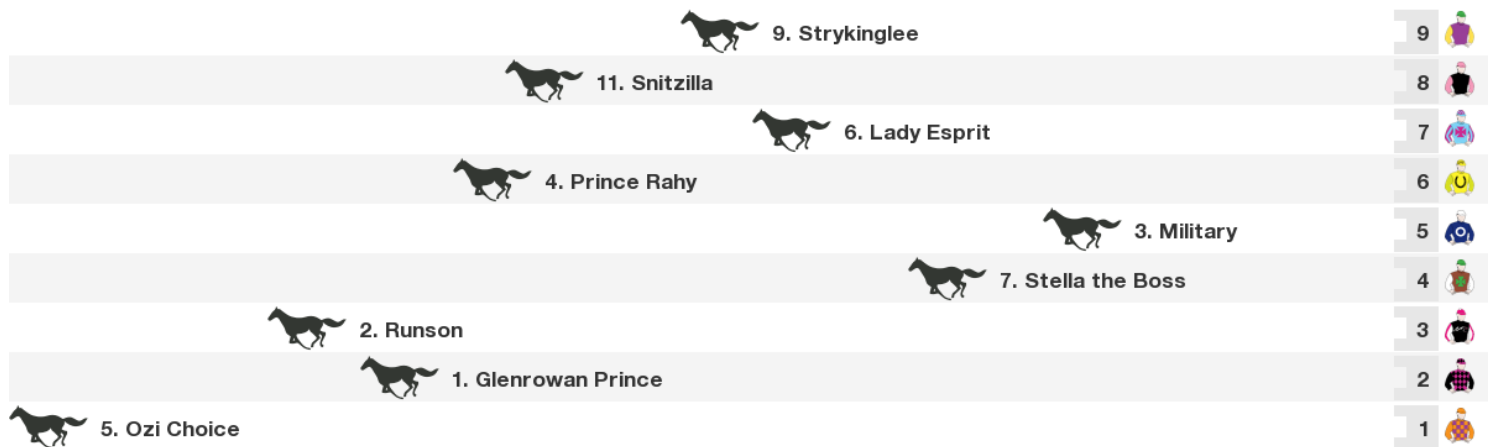 9. Strykinglee 9
11. Snitzilla 8
6. Lady Esprit 7
4. Prince Rahy 6
3. Military 5
7. Stella the Boss 4
2. Runson 3
1. Glenrowan Prince 2
5. Ozi Choice 1